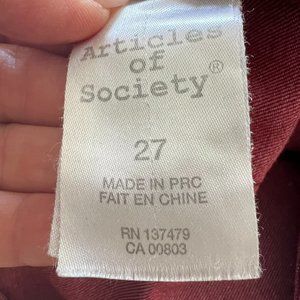 Articles
of
Society®
27
MADE IN PRC
FAIT EN CHINE
RN 137479
CA 00803